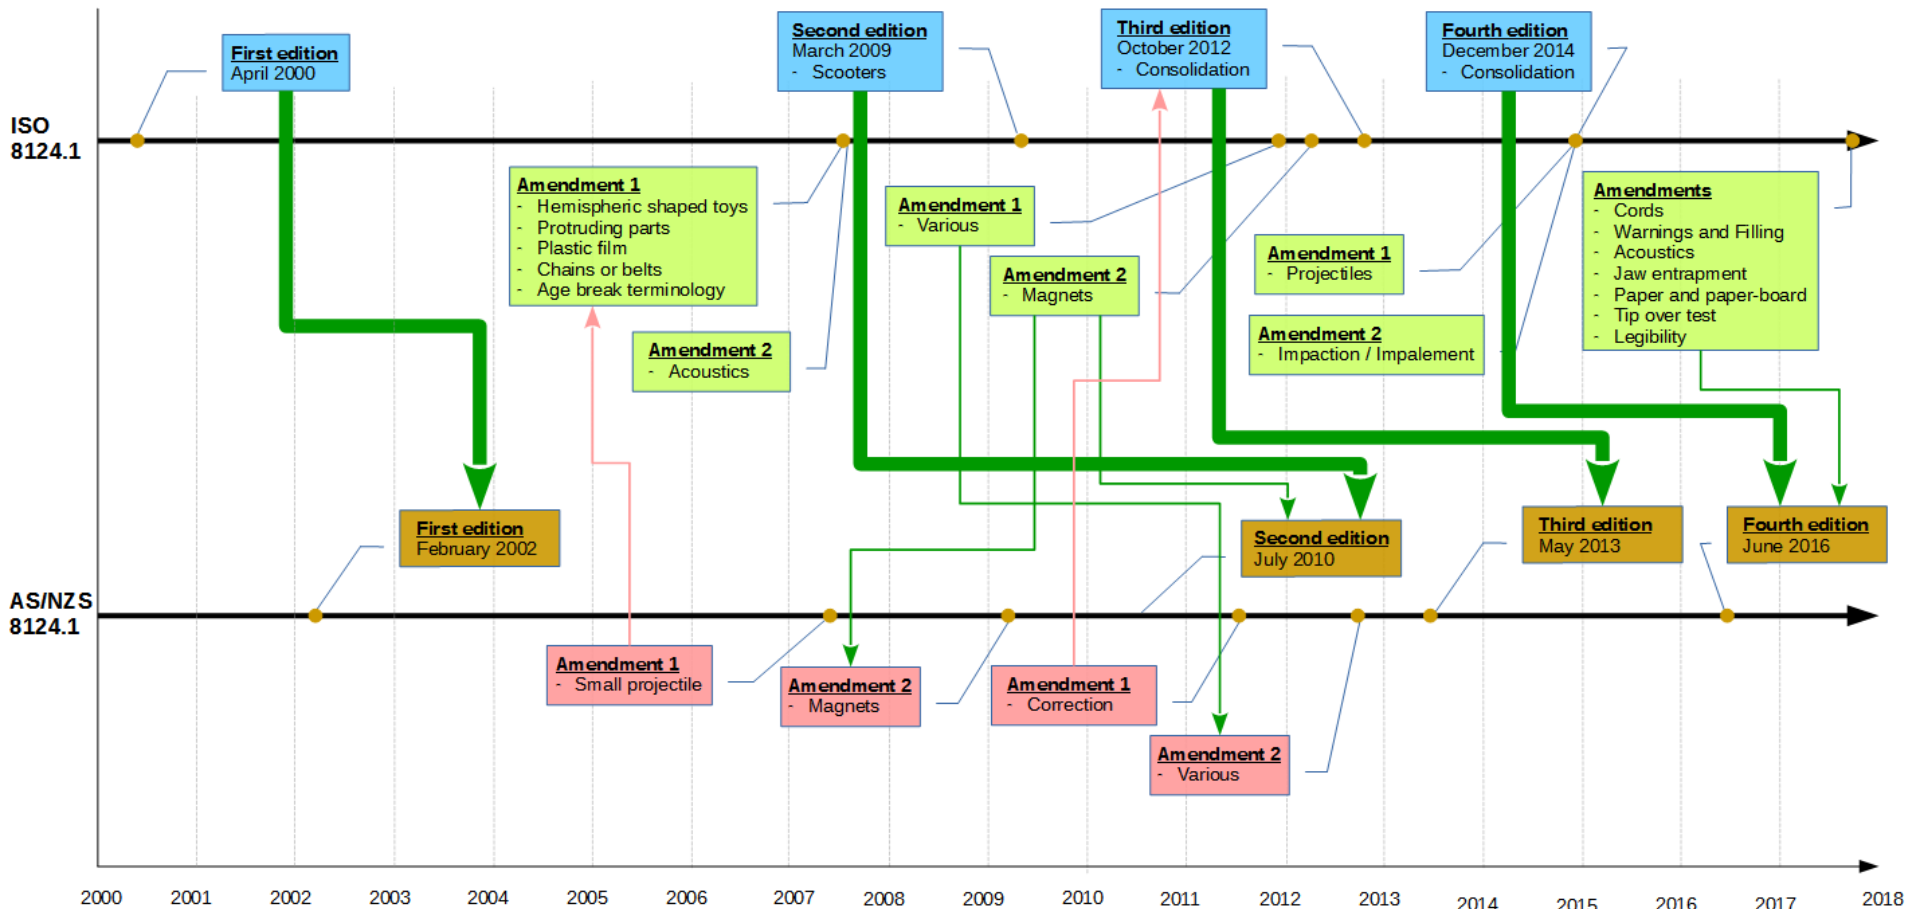 First edition
April 2000
Second edition
March 2009
- Scooters
Third edition
October 2012
- Consolidation
Fourth edition
December 2014
- Consolidation
ISO
8124.1
Amendment 1
- Hemispheric shaped toys
- Protruding parts
- Plastic film
- Chains or belts
- Age break terminology
Amendment 2
- Acoustics
Amendment 1
- Various
Amendment 2
- Magnets
Amendment 1
- Projectiles
Amendment 2
- Impaction / Impalement
Amendments
- Cords
- Warnings and Filling
- Acoustics
- Jaw entrapment
- Paper and paper-board
- Tip over test
- Legibility
First edition
February 2002
Second edition
July 2010
Third edition
May 2013
Fourth edition
June 2016
AS/NZS
8124.1
Amendment 1
- Small projectile
Amendment 2
- Magnets
Amendment 1
- Correction
Amendment 2
- Various
2000 2001 2002 2003 2004 2005 2006 2007 2008 2009 2010 2011 2012 2013 2014 2015 2016 2017 2018